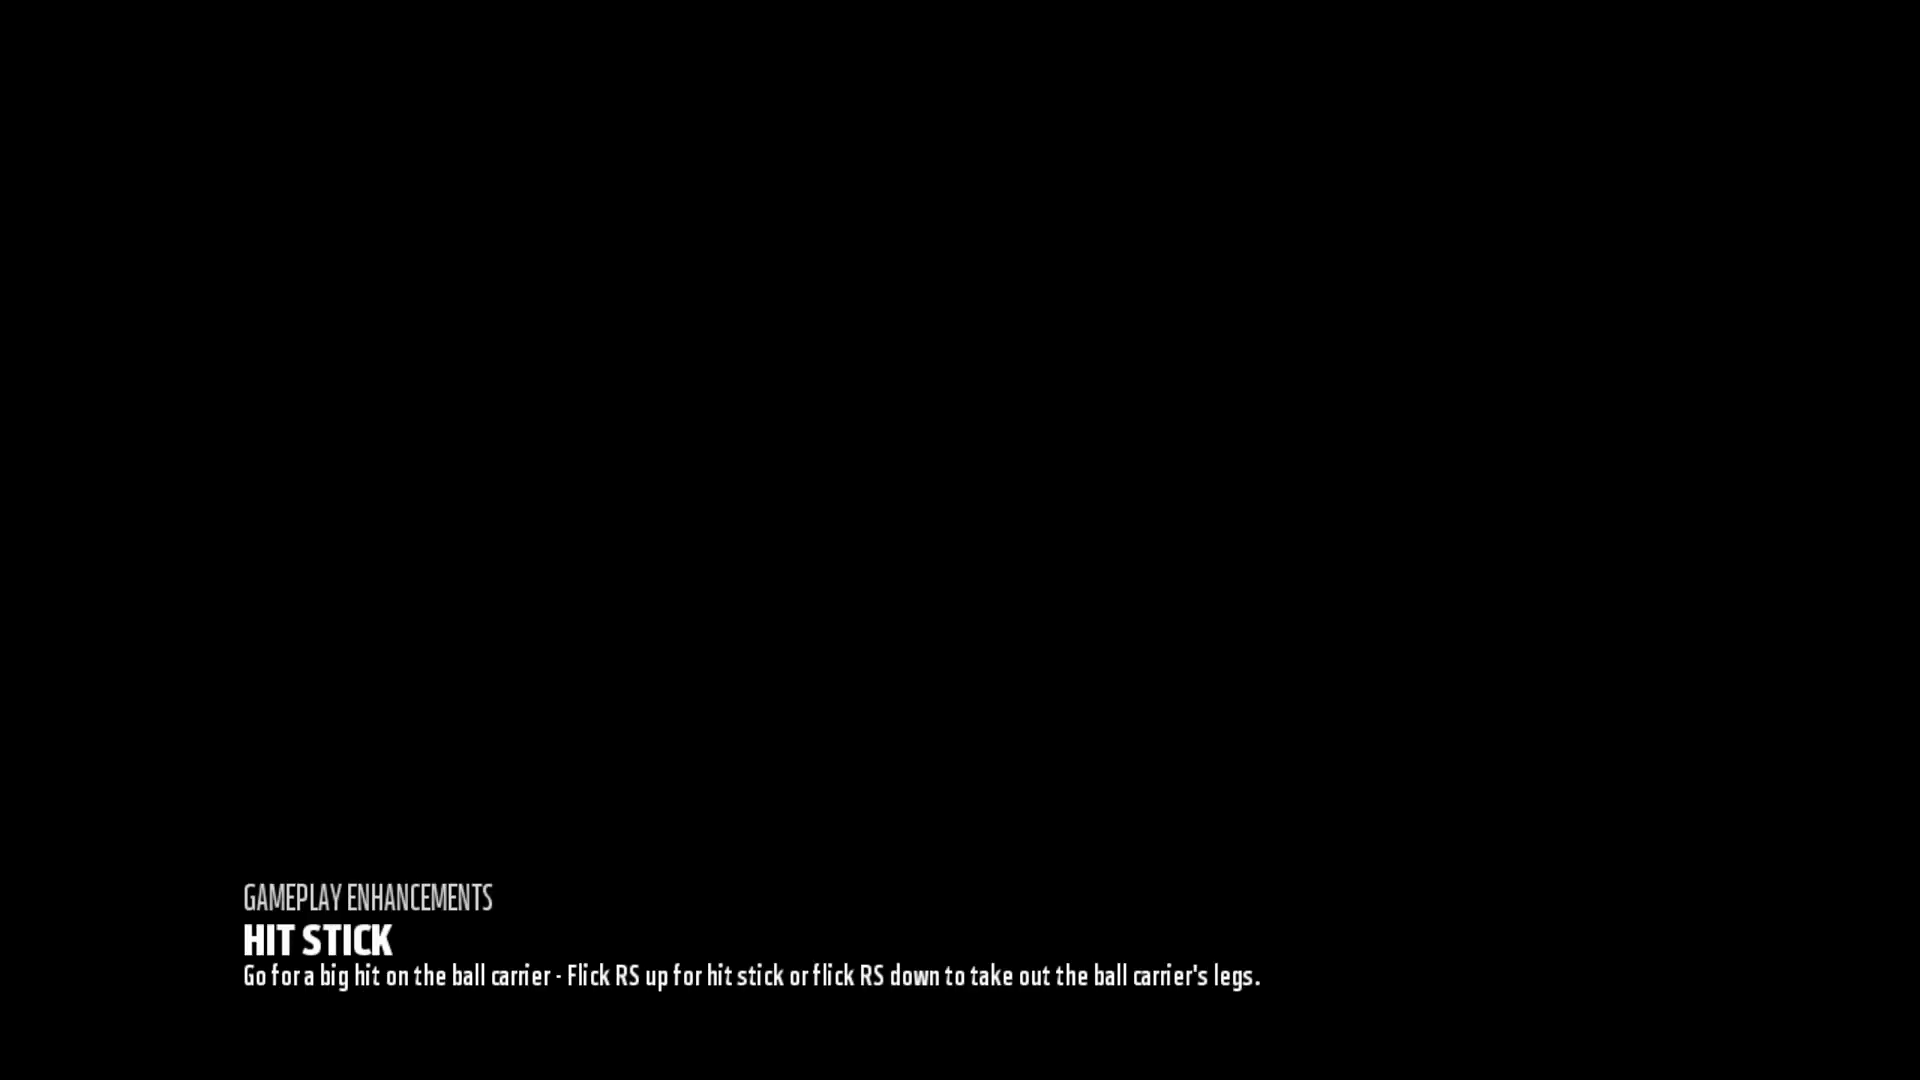 GAMEPLAY ENHANCEMENTS
HIT STICK
Go for a big hit on the ball carrier - Flick RS up for hit stick or flick RS down to take out the ball carrier's legs.